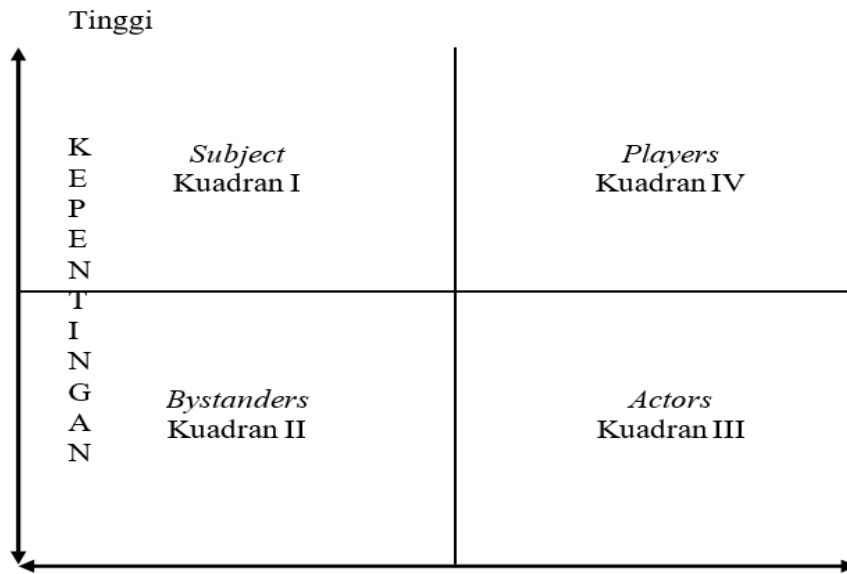 Tinggi
K
E
P
E
N
T
I
N
G
A
N
Subject
Kuadran I
Players
Kuadran IV
Bystanders
Kuadran II
Actors
Kuadran III